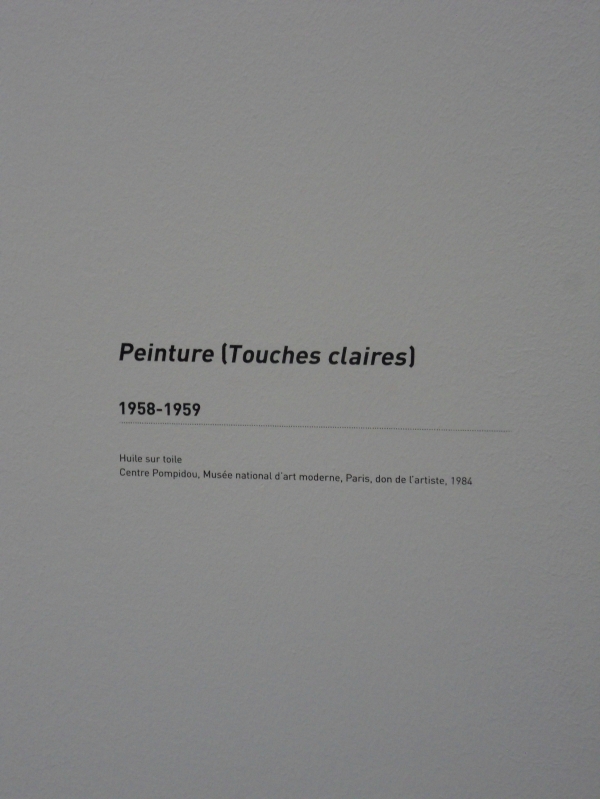 Peinture (Touches claires)
1958-1959
Huile sur toile
Centre Pompidou, Musée national d'art moderne, Paris, don de l'artiste, 1984